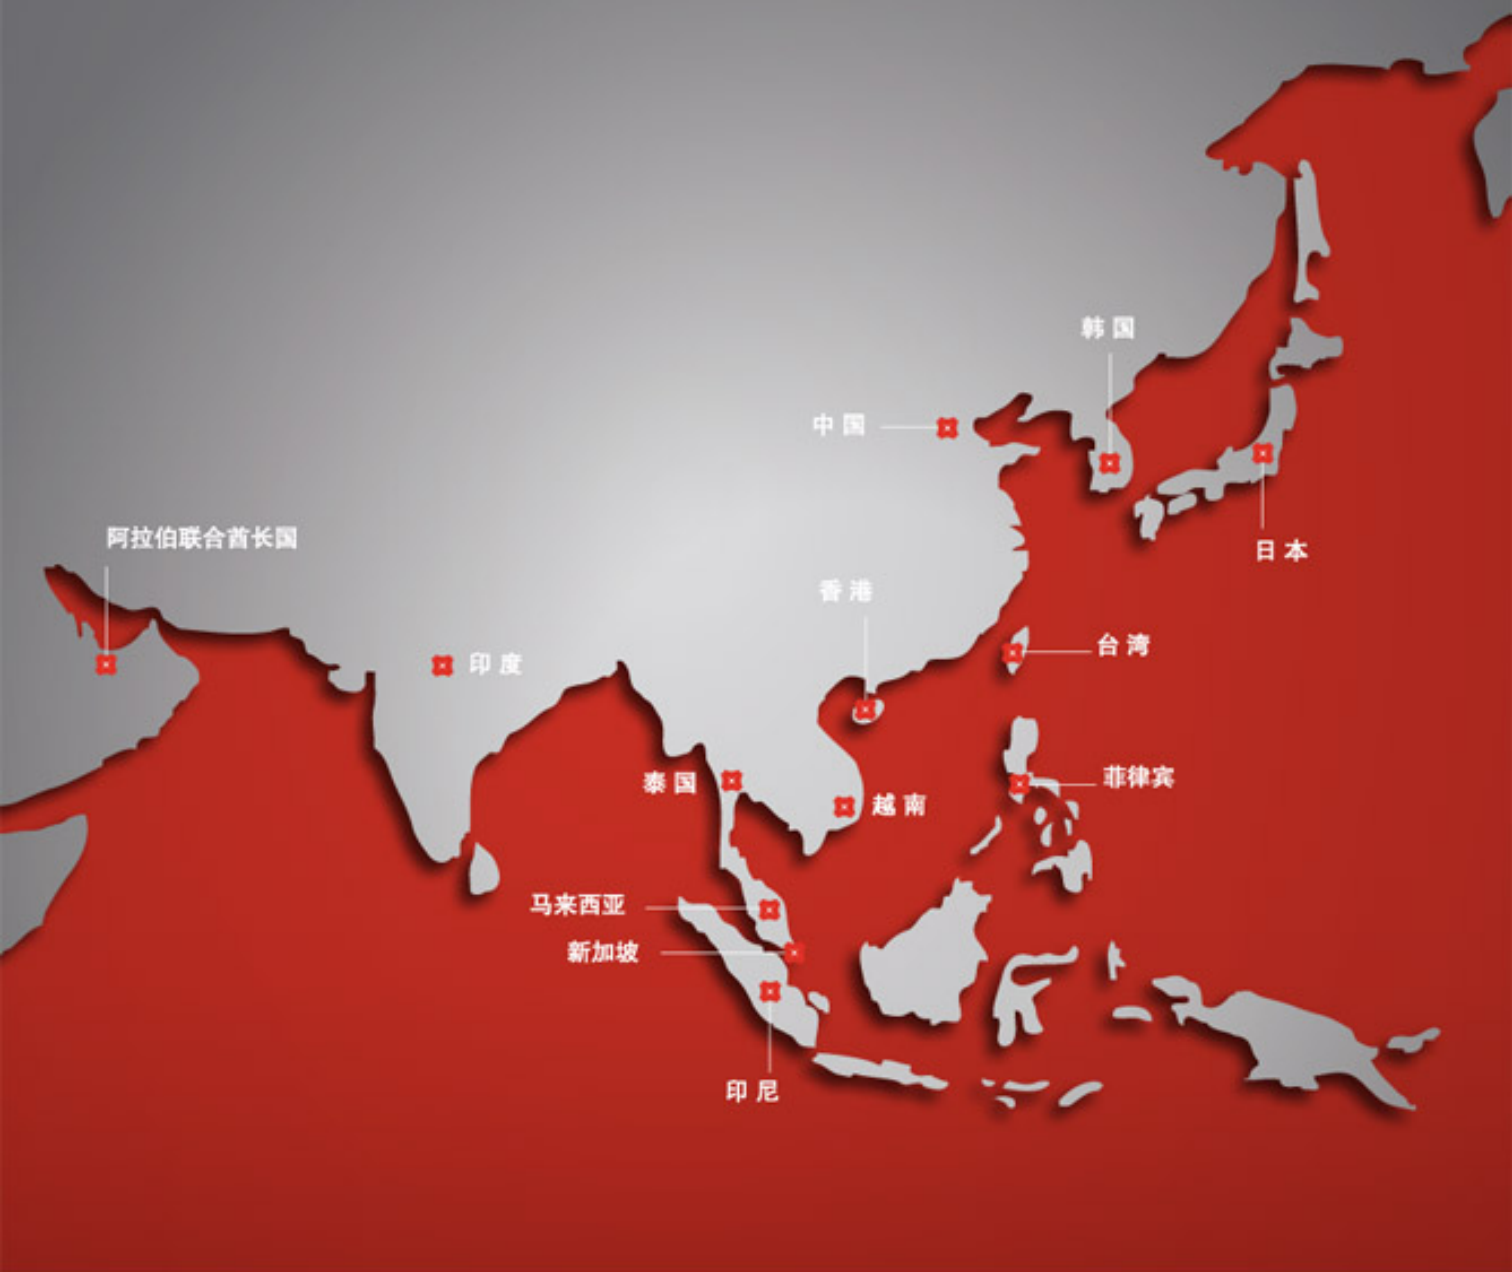 韩国
中国
阿拉伯联合酋长国
日本
香港
台湾
印度
泰国
菲律宾
越南
马来西亚
新加坡
印尼